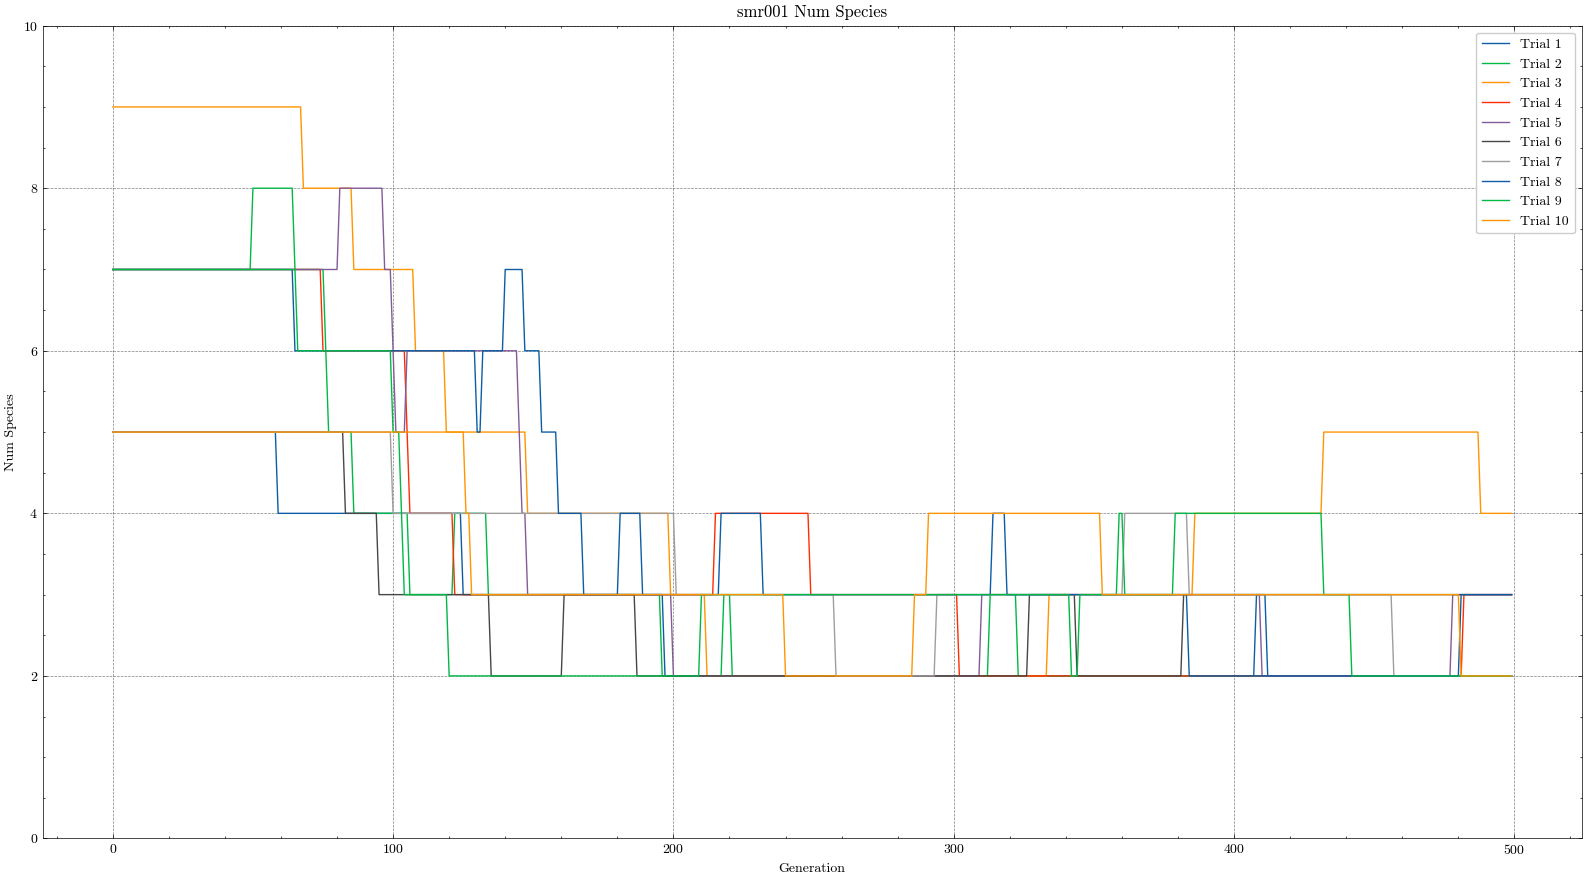 smr001 Num Species
10
8
6
4
2
0
Num Species
0 100 200 300 400 500
Generation
Trial 1
Trial 2
Trial 3
Trial 4
Trial 5
Trial 6
Trial 7
Trial 8
Trial 9
Trial 10